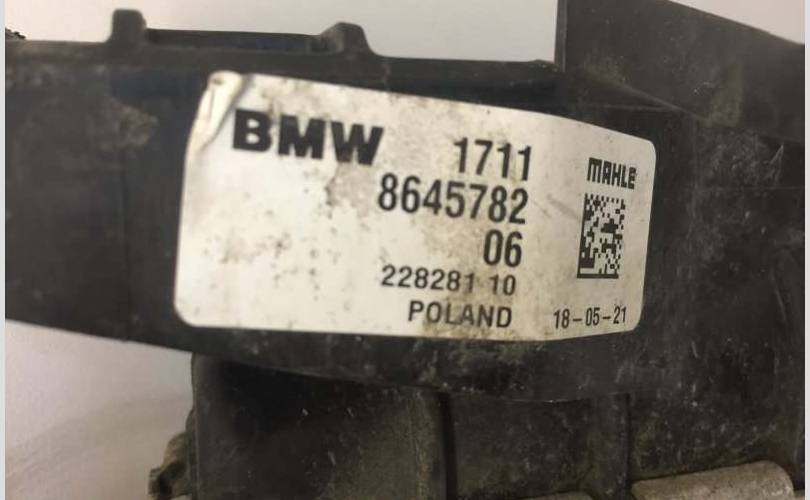 BMW 1711
8645782
06
228281 10
POLAND
MAHLE
18-05-21